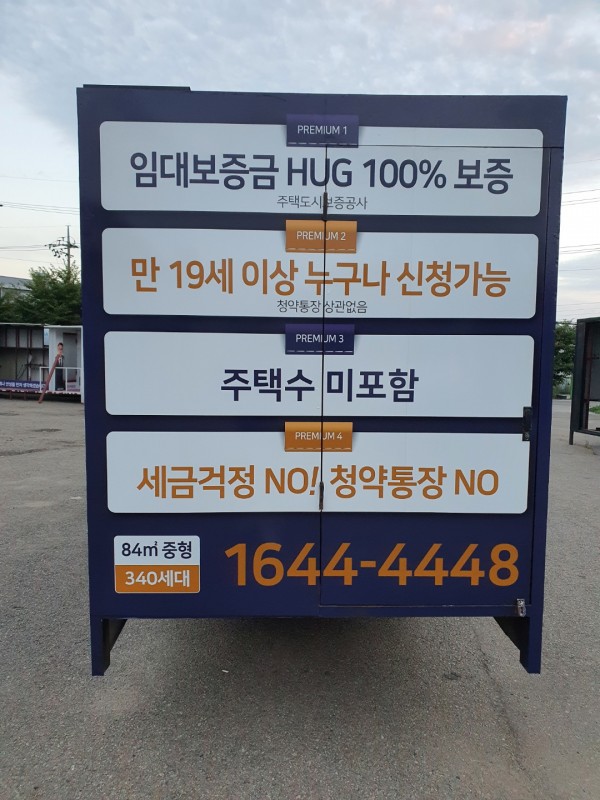 PREMIUM 1
임대보증금 HUG 100% 보증
주택도시보증공사
PREMIUM 2
만 19세 이상 누구나 신청가능
청약통장 상관없음
PREMIUM 3
주택수 미포함
PREMIUM 4
세금걱정 NO! 청약통장 NO
84㎡ 중형
340세대
1644-4448